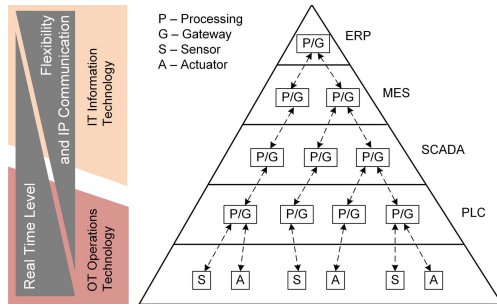 P – Processing
G – Gateway
S – Sensor
A – Actuator
Flexibility
and IP Communication
IT Information
Technology
Real Time Level
OT Operations
Technology
P/G
ERP
P/G P/G
MES
P/G P/G P/G
SCADA
P/G P/G P/G P/G
PLC
S A S A S A